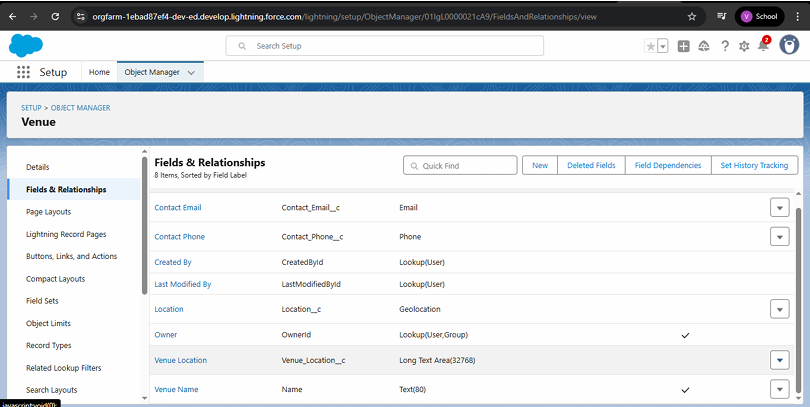 orgfarm-1ebad87ef4-dev-ed.develop.lightning.force.com/lightning/setup/ObjectManager/01IgL0000021cA9/FieldsAndRelationships/view
V School
Search Setup
2
Setup Home Object Manager
SETUP > OBJECT MANAGER
Venue
Details
Fields & Relationships
Page Layouts
Lightning Record Pages
Buttons, Links, and Actions
Compact Layouts
Field Sets
Object Limits
Record Types
Related Lookup Filters
Search Layouts
Fields & Relationships
8 Items, Sorted by Field Label
Quick Find
New Deleted Fields Field Dependencies Set History Tracking
Contact Email Contact_Email__c Email
Contact Phone Contact_Phone__c Phone
Created By CreatedById Lookup(User)
Last Modified By LastModifiedById Lookup(User)
Location Location__c Geolocation
Owner OwnerId Lookup(User,Group)
Venue Location Venue_Location__c Long Text Area(32768)
Venue Name Name Text(80)
javascript:void(0);